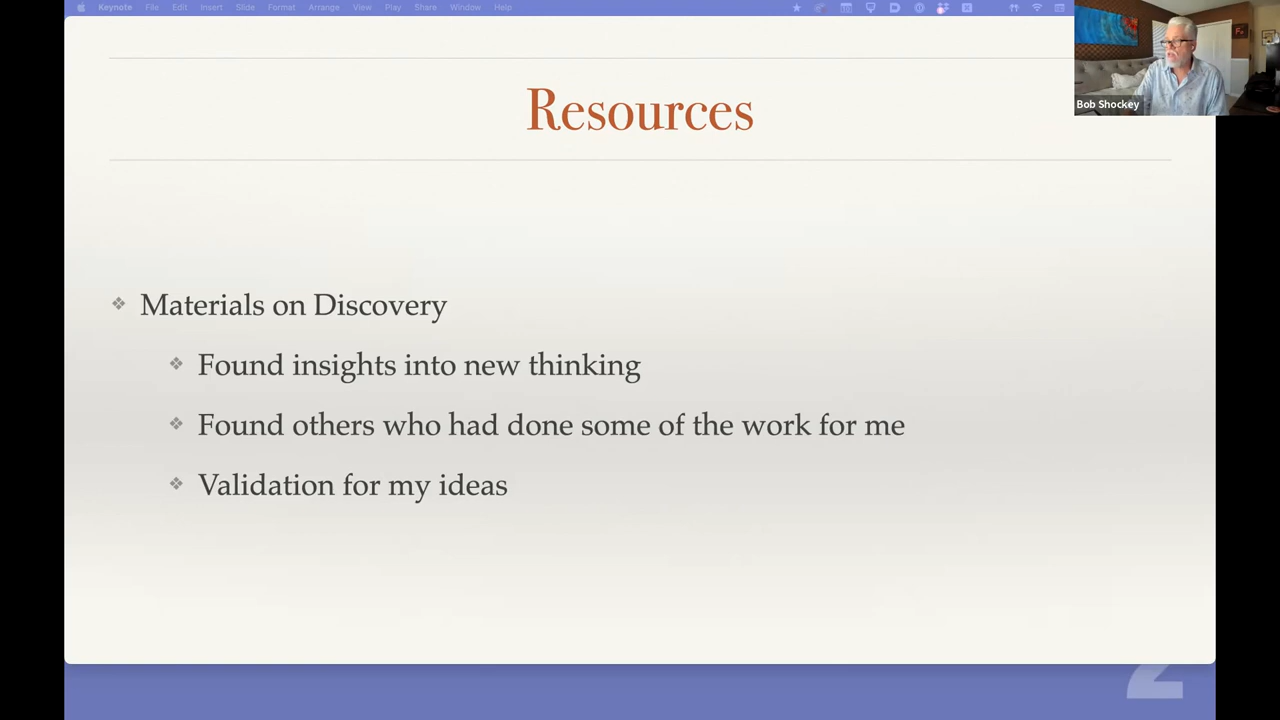 Keynote File Edit Insert Slide Format Arrange View Play Share Window Help
Bob Shockey
Resources
Materials on Discovery
Found insights into new thinking
Found others who had done some of the work for me
Validation for my ideas
2